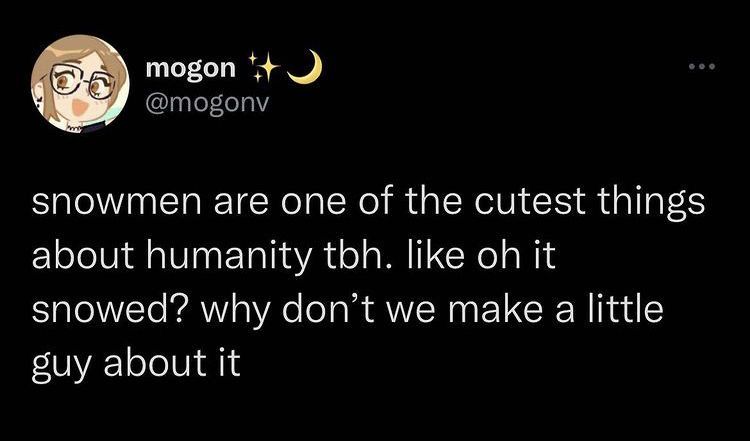 mogon ✨🌙
@mogonv
snowmen are one of the cutest things
about humanity tbh. like oh it
snowed? why don’t we make a little
guy about it